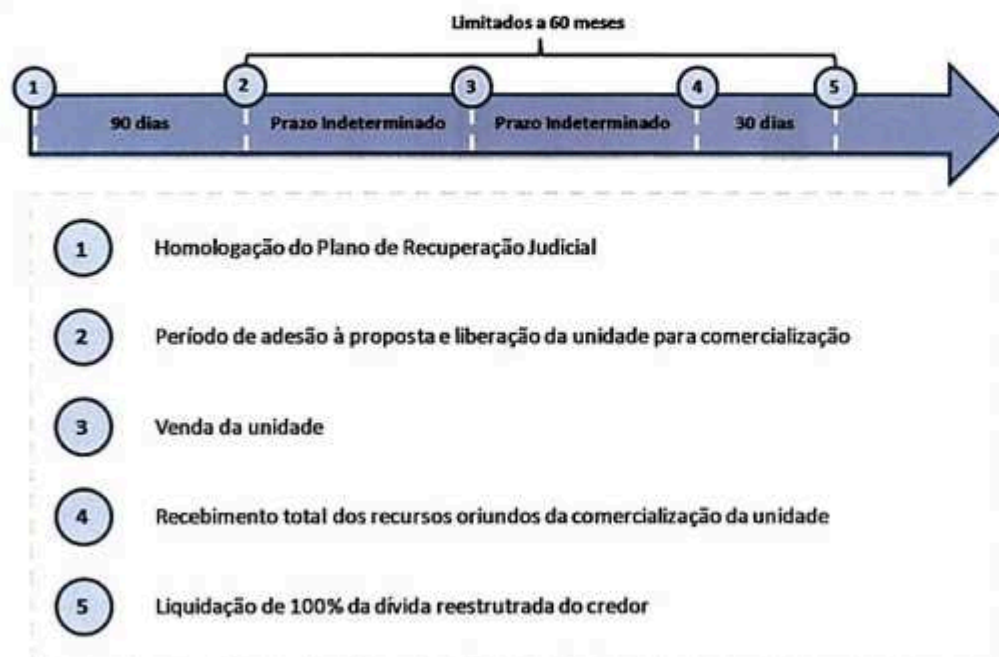 Limitados a 60 meses
1 2 3 4 5
90 dias Prazo Indeterminado Prazo Indeterminado 30 dias
1 Homologação do Plano de Recuperação Judicial
2 Período de adesão à proposta e liberação da unidade para comercialização
3 Venda da unidade
4 Recebimento total dos recursos oriundos da comercialização da unidade
5 Liquidação de 100% da dívida reestrutrada do credor